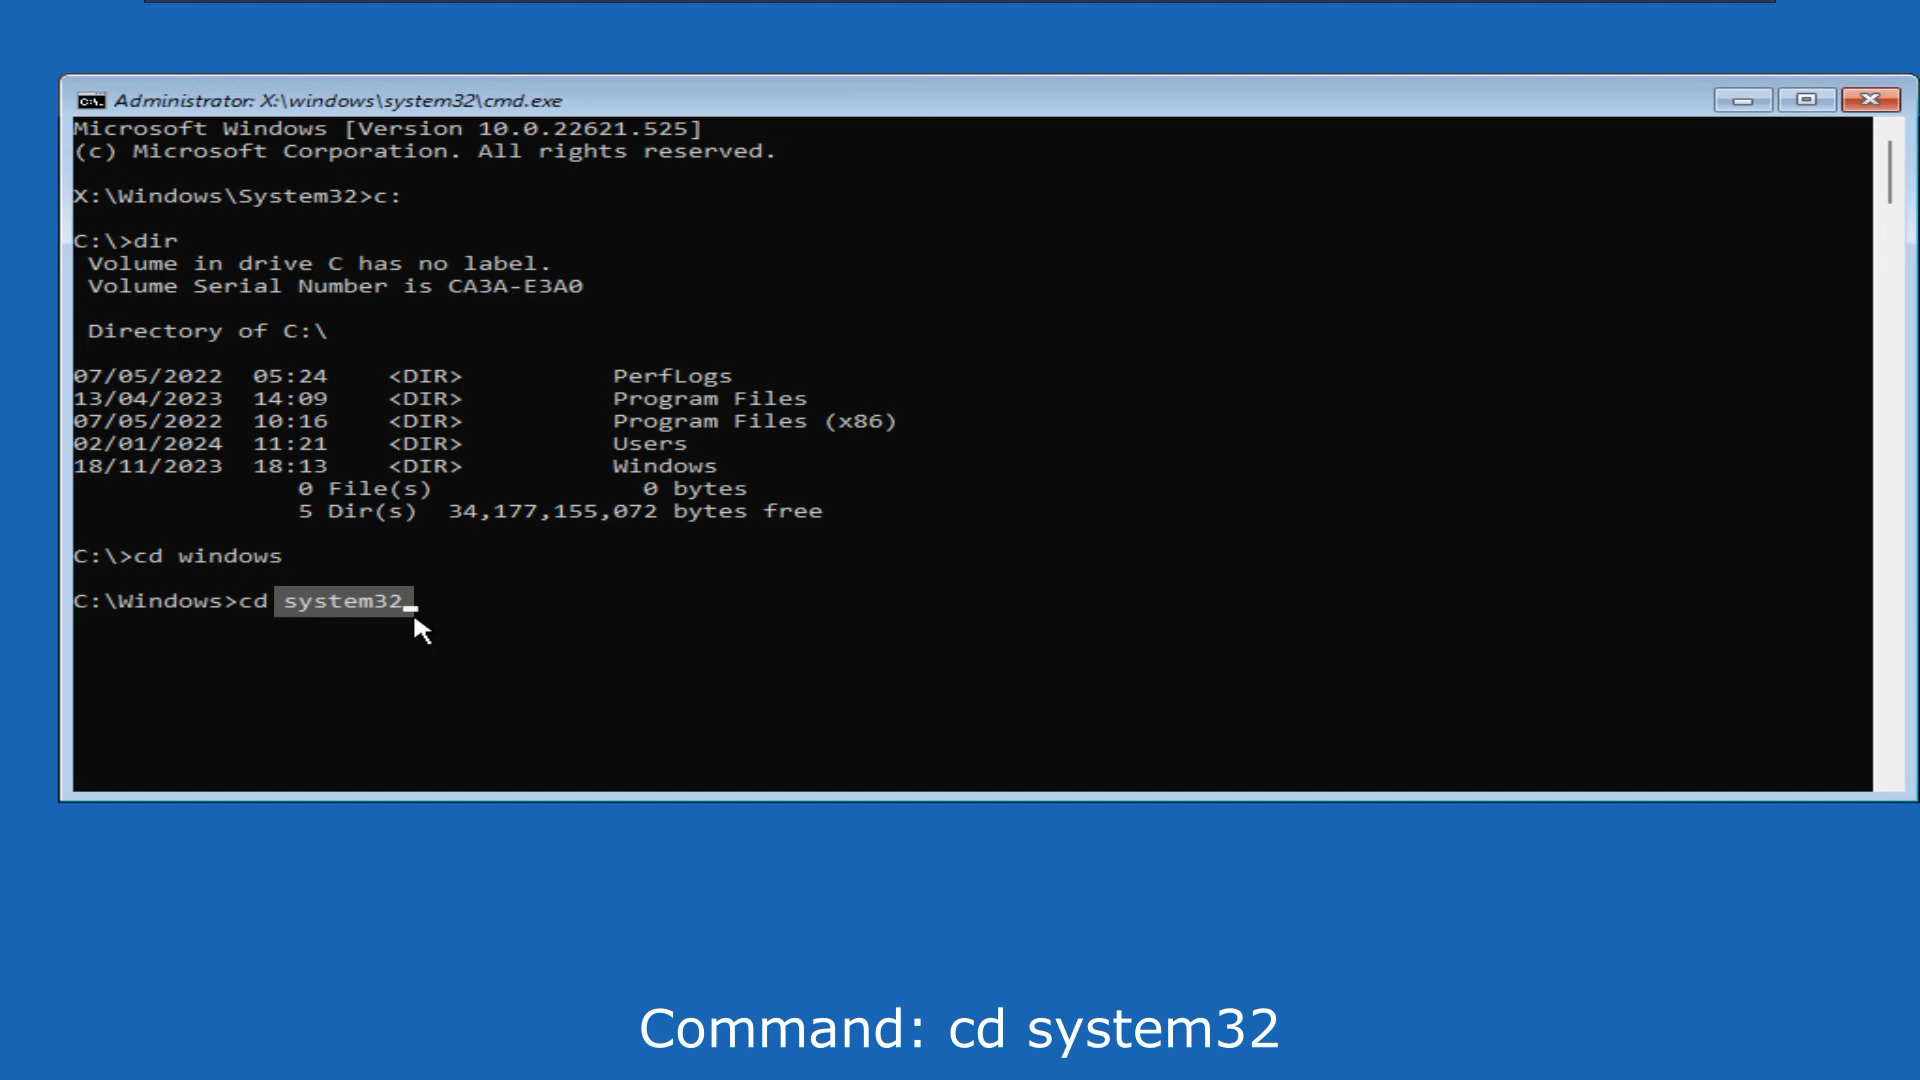 Administrator: X:\windows\system32\cmd.exe
Microsoft Windows [Version 10.0.22621.525]
(c) Microsoft Corporation. All rights reserved.
X:\Windows\System32>c:
C:\>dir
Volume in drive C has no label.
Volume Serial Number is CA3A-E3A0
Directory of C:\
07/05/2022 05:24 <DIR> PerfLogs
13/04/2023 14:09 <DIR> Program Files
07/05/2022 10:16 <DIR> Program Files (x86)
02/01/2024 11:21 <DIR> Users
18/11/2023 18:13 <DIR> Windows
0 File(s) 0 bytes
5 Dir(s) 34,177,155,072 bytes free
C:\>cd windows
C:\Windows>cd system32
Command: cd system32